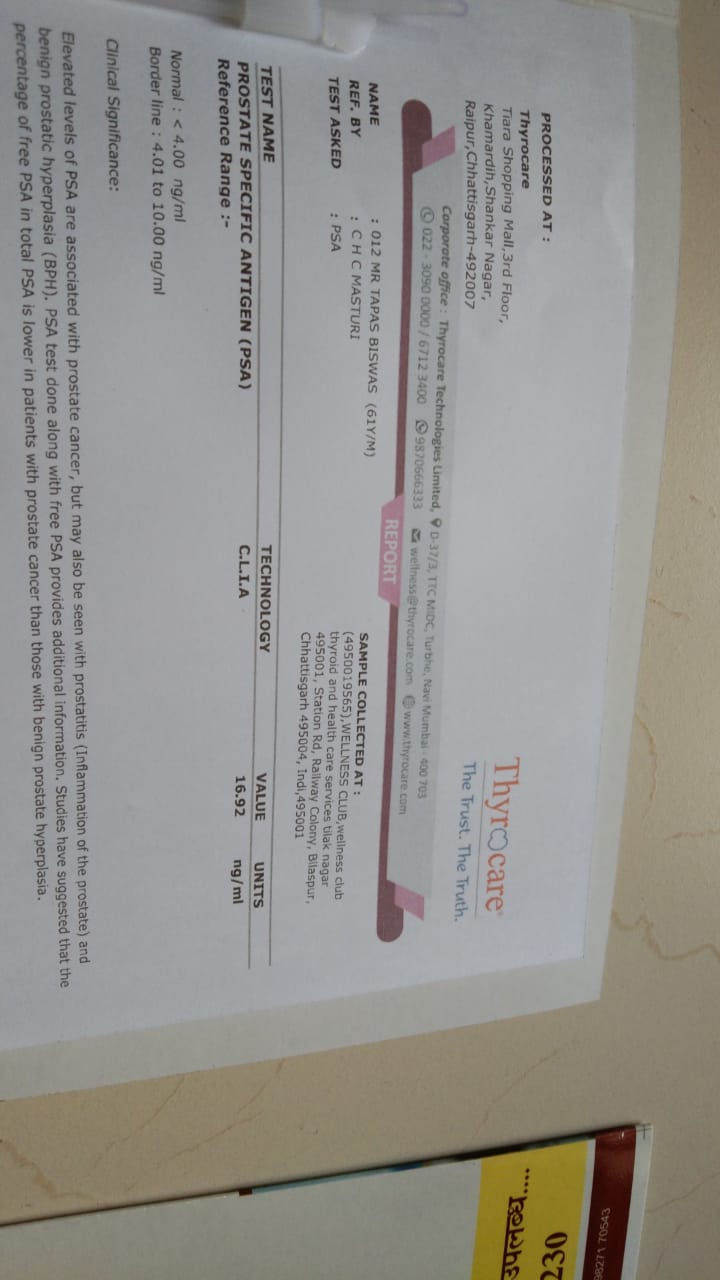 PROCESSED AT :
Thyrocare
Tiara Shopping Mall,3rd Floor,
Khamardih,Shankar Nagar,
Raipur,Chhattisgarh-492007
Thyrocare®
The Trust. The Truth.
Corporate office : Thyrocare Technologies Limited, D-37/3, TTC MIDC, Turbhe, Navi Mumbai - 400 703
022 - 3090 0000 / 6712 3400 9870666333 wellness@thyrocare.com www.thyrocare.com
REPORT
NAME : 012 MR TAPAS BISWAS (61Y/M)
REF. BY : C H C MASTURI
TEST ASKED : PSA
SAMPLE COLLECTED AT :
(4950019565),WELLNESS CLUB,wellness club
thyroid and health care services tilak nagar
495001, Station Rd, Railway Colony, Bilaspur,
Chhattisgarh 495004, Indi,495001
TEST NAME TECHNOLOGY VALUE UNITS
PROSTATE SPECIFIC ANTIGEN (PSA) C.L.I.A 16.92 ng/ml
Reference Range :-
Normal : < 4.00 ng/ml
Border line : 4.01 to 10.00 ng/ml
Clinical Significance:
Elevated levels of PSA are associated with prostate cancer, but may also be seen with prostatitis (Inflammation of the prostate) and
benign prostatic hyperplasia (BPH). PSA test done along with free PSA provides additional information. Studies have suggested that the
percentage of free PSA in total PSA is lower in patients with prostate cancer than those with benign prostate hyperplasia.
98271 70543
230